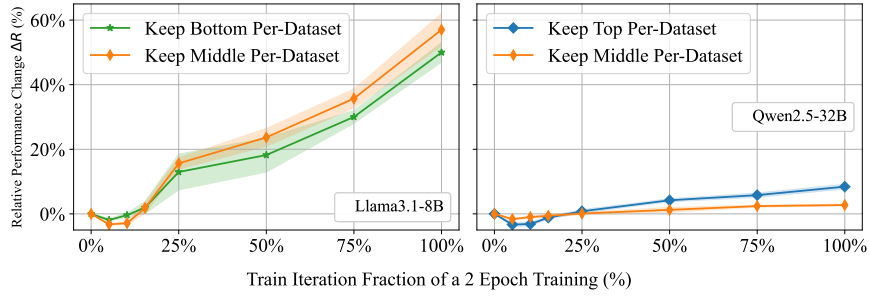 Relative Performance Change ΔR (%)
60%
40%
20%
0%
Keep Bottom Per-Dataset
Keep Middle Per-Dataset
Llama3.1-8B
0%
25%
50%
75%
100%
Keep Top Per-Dataset
Keep Middle Per-Dataset
Qwen2.5-32B
0%
25%
50%
75%
100%
Train Iteration Fraction of a 2 Epoch Training (%)